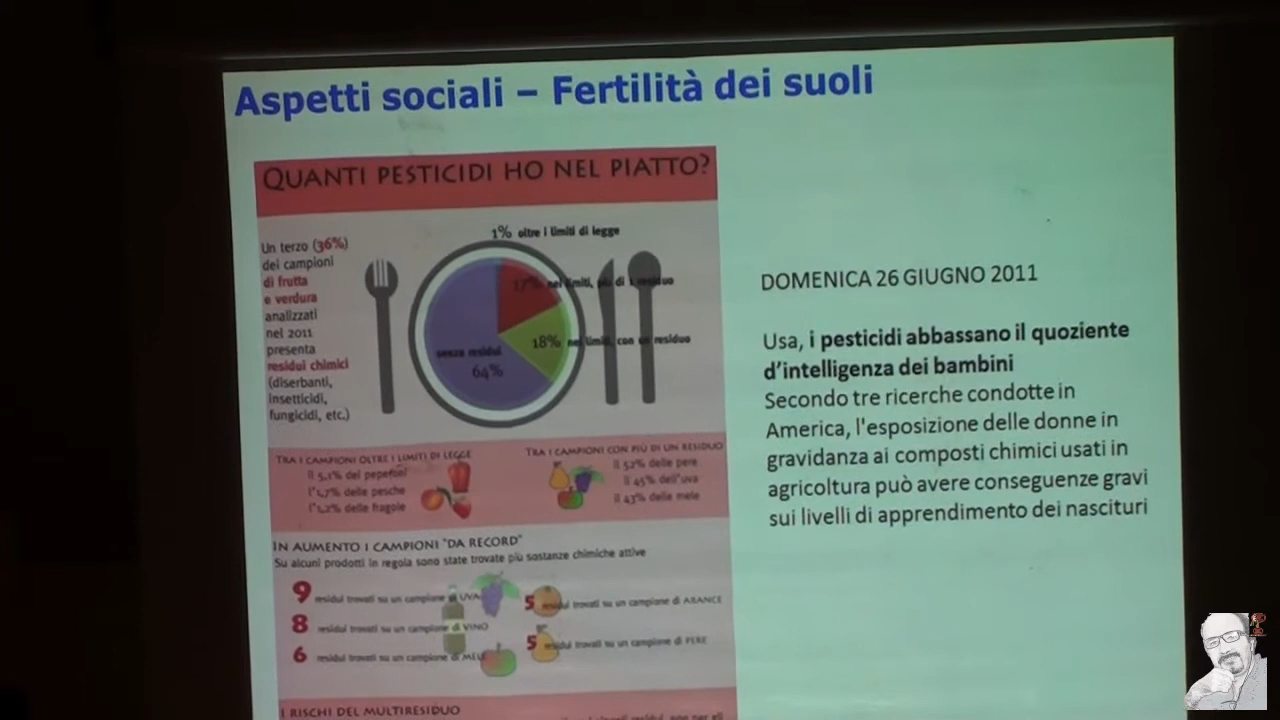 Aspetti sociali – Fertilità dei suoli
QUANTI PESTICIDI HO NEL PIATTO?
1% oltre i limiti di legge
Un terzo (36%)
dei campioni
di frutta
e verdura
analizzati
nel 2011
presenta
residui chimici
(diserbanti,
insetticidi,
fungicidi, etc.)
17% nei limiti, più di 1 residuo
18% nei limiti, con un residuo
senza residui
64%
TRA I CAMPIONI OLTRE I LIMITI DI LEGGE
il 5,1% dei peperoni
l'1,7% delle pesche
l'1,2% delle fragole
TRA I CAMPIONI CON PIÙ DI UN RESIDUO
il 52% delle pere
il 45% dell'uva
il 43% delle mele
IN AUMENTO I CAMPIONI "DA RECORD"
Su alcuni prodotti in regola sono state trovate più sostanze chimiche attive
9 residui trovati su un campione di UVA
8 residui trovati su un campione di VINO
6 residui trovati su un campione di MELE
5 residui trovati su un campione di ARANCE
5 residui trovati su un campione di PERE
I RISCHI DEL MULTIRESIDUO
DOMENICA 26 GIUGNO 2011
Usa, i pesticidi abbassano il quoziente
d'intelligenza dei bambini
Secondo tre ricerche condotte in
America, l'esposizione delle donne in
gravidanza ai composti chimici usati in
agricoltura può avere conseguenze gravi
sui livelli di apprendimento dei nascituri